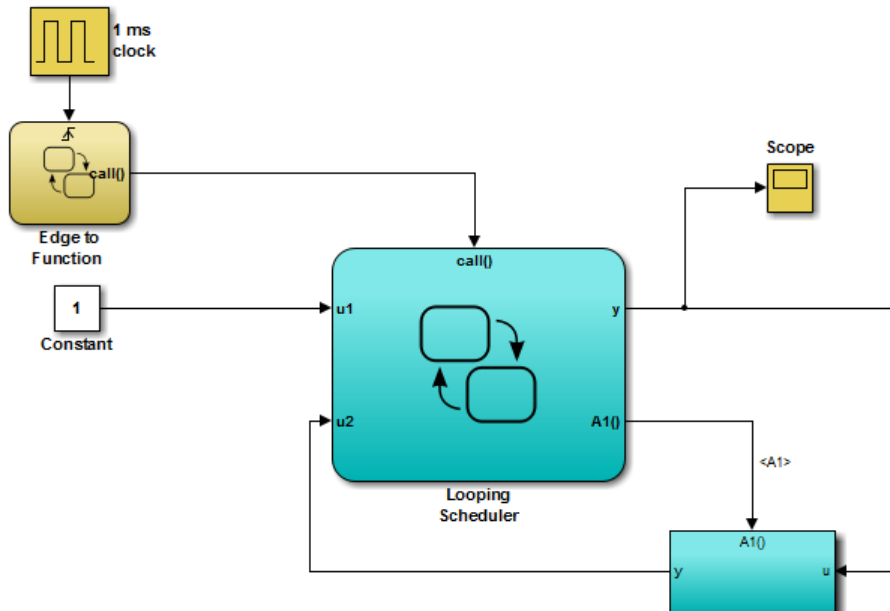 1 ms
clock
call()
Edge to
Function
Scope
call()
1
Constant
u1
y
u2
A1()
<A1>
Looping
Scheduler
A1()
y
u